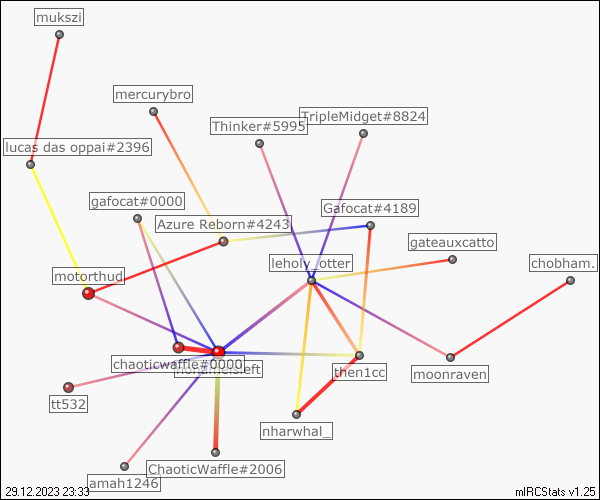 mukszi
mercurybro
TripleMidget#8824
Thinker#5995
lucas das oppai#2396
gafocat#0000
Gafocat#4189
Azure Reborn#4243
gateauxcatto
leholy_otter
chobham.
motorthud
chaoticwaffle#0000
then1cc
moonraven
tt532
nharwhal_
ChaoticWaffle#2006
amah1246
29.12.2023 23:33
mIRCStats v1.25